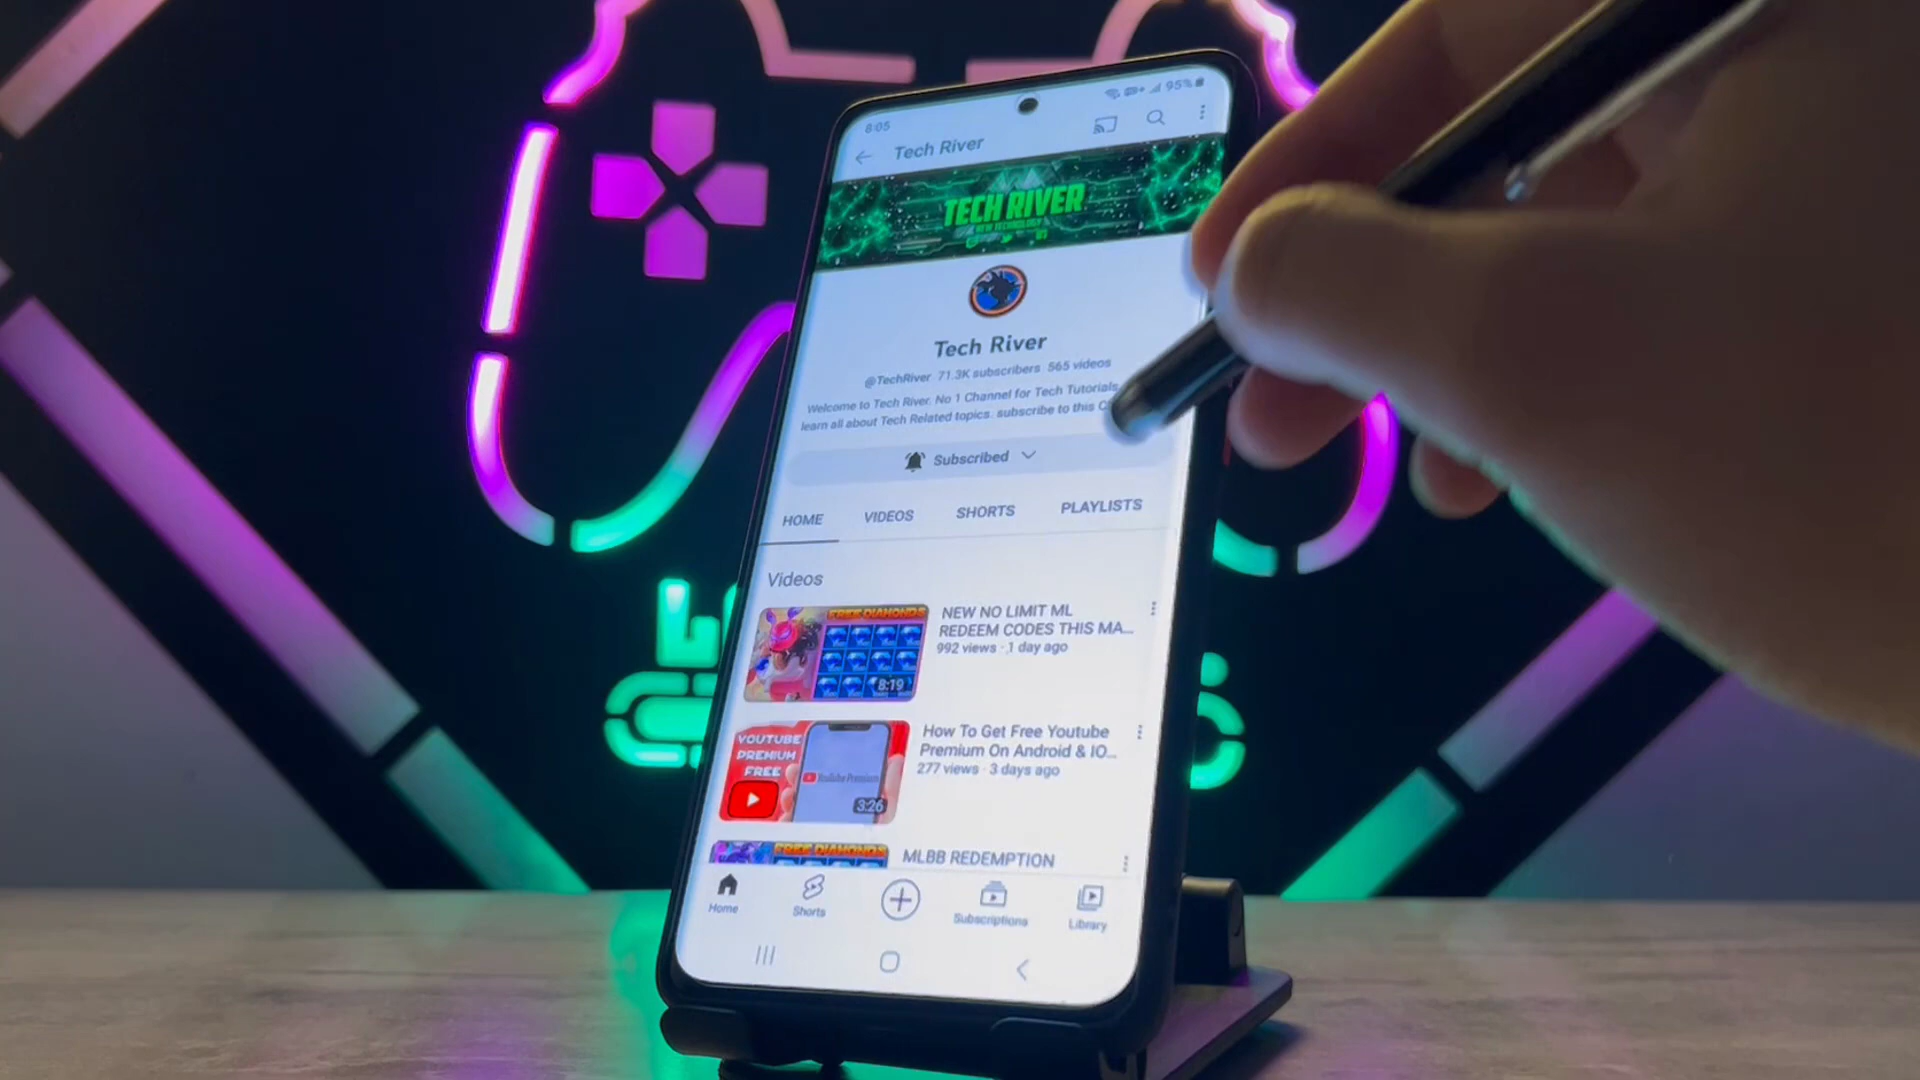 8:05
95%
Tech River
TECH RIVER
NEW TECHNOLOGY
Tech River
@TechRiver 71.3K subscribers 565 videos
Welcome to Tech River. No 1 Channel for Tech Tutorials
learn all about Tech Related topics. subscribe to this C
Subscribed
HOME VIDEOS SHORTS PLAYLISTS
Videos
FREE DIAMONDS
8:19
NEW NO LIMIT ML
REDEEM CODES THIS MA...
992 views · 1 day ago
YOUTUBE
PREMIUM
FREE
YouTube Premium
3:26
How To Get Free Youtube
Premium On Android & IO...
277 views · 3 days ago
FREE DIAMONDS
MLBB REDEMPTION
Home Shorts Subscriptions Library